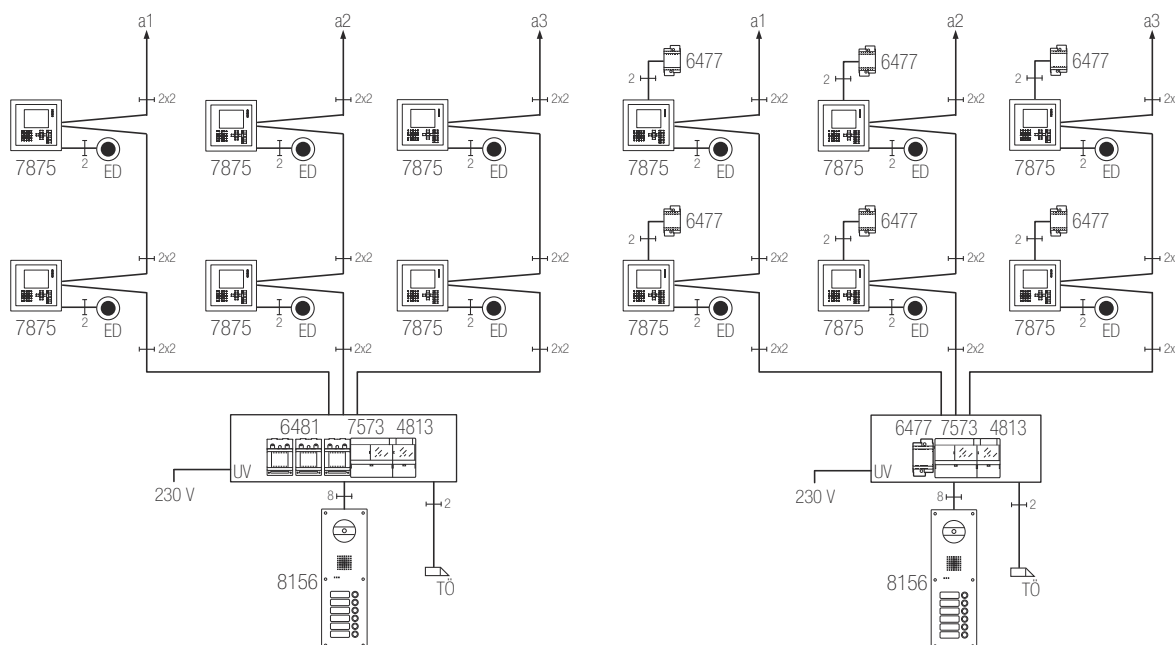 a1 a2 a3 a1 a2 a3
6477 6477 6477
2 2 2
2x2 2x2 2x2 2x2 2x2 2x
7875 2 ED 7875 2 ED 7875 2 ED 7875 2 ED 7875 2 ED 7875 2 ED
6477 6477 6477
2 2 2
2x2 2x2 2x2 2x2 2x2 2x
7875 2 ED 7875 2 ED 7875 2 ED 7875 2 ED 7875 2 ED 7875 2 ED
2x2 2x2 2x2 2x2 2x2 2x
6481 7573 4813 6477 7573 4813
UV UV
230 V 8 2 230 V 8 2
8156 TÖ 8156 TÖ